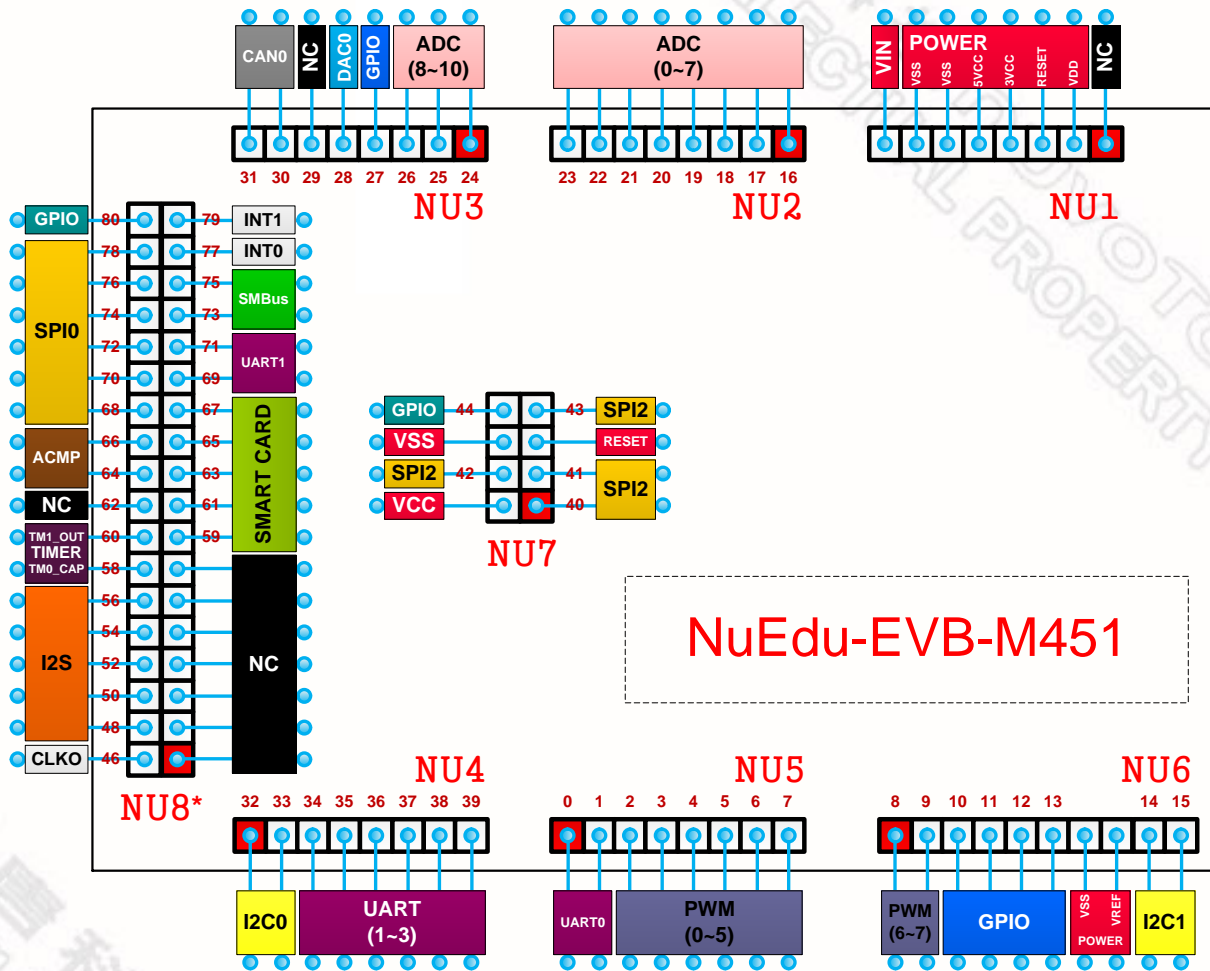 CAN0 NC DAC0 GPIO ADC ADC VIN POWER NC
(8~10) (0~7) VSS VSS 5VCC 3VCC RESET VDD
31 30 29 28 27 26 25 24 23 22 21 20 19 18 17 16
NU3 NU2 NU1
GPIO 80 79 INT1
78 77 INT0
76 75
SMBus
74 73
SPI0
72 71
UART1
70 69
68 67
GPIO 44 43 SPI2
66 65
ACMP
VSS RESET
64 63
SPI2 42 41
SPI2
NC 62 61
VCC 40
SMART CARD
TM1_OUT 60 59
TIMER
TM0_CAP 58
NU7
56
54
NuEdu-EVB-M451
I2S 52 NC
50
48
CLKO 46
NU4 NU5 NU6
NU8*
32 33 34 35 36 37 38 39 0 1 2 3 4 5 6 7 8 9 10 11 12 13 14 15
I2C0 UART UART0 PWM PWM GPIO VSS VREF I2C1
(1~3) (0~5) (6~7) POWER